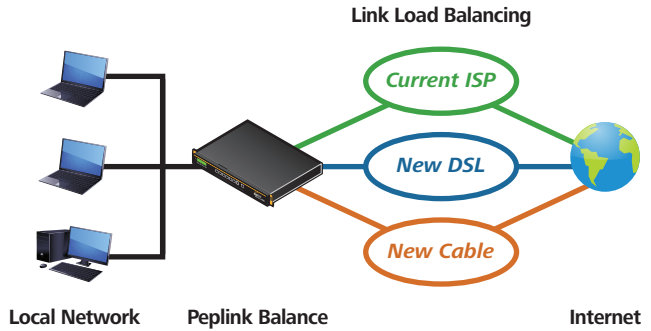 Link Load Balancing
Current ISP
New DSL
New Cable
Local Network
Peplink Balance
Internet